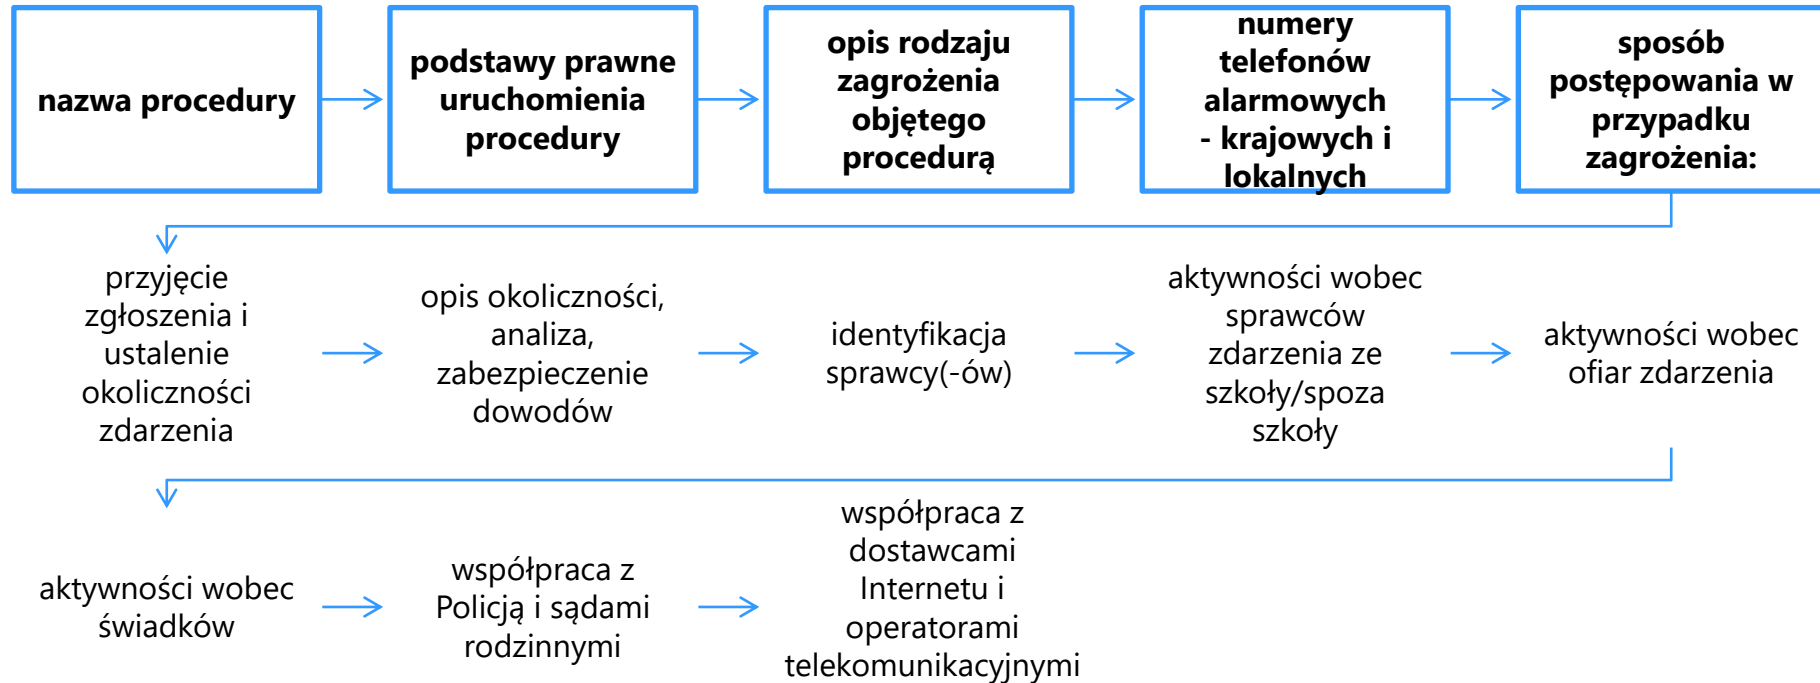 nazwa procedury
podstawy prawne
uruchomienia
procedury
opis rodzaju
zagrożenia
objętego
procedurą
numery
telefonów
alarmowych
- krajowych i
lokalnych
sposób
postępowania w
przypadku
zagrożenia:
przyjęcie
zgłoszenia i
ustalenie
okoliczności
zdarzenia
opis okoliczności,
analiza,
zabezpieczenie
dowodów
identyfikacja
sprawcy(-ów)
aktywności wobec
sprawców
zdarzenia ze
szkoły/spoza
szkoły
aktywności wobec
ofiar zdarzenia
aktywności wobec
świadków
współpraca z
Policją i sądami
rodzinnymi
współpraca z
dostawcami
Internetu i
operatorami
telekomunikacyjnymi